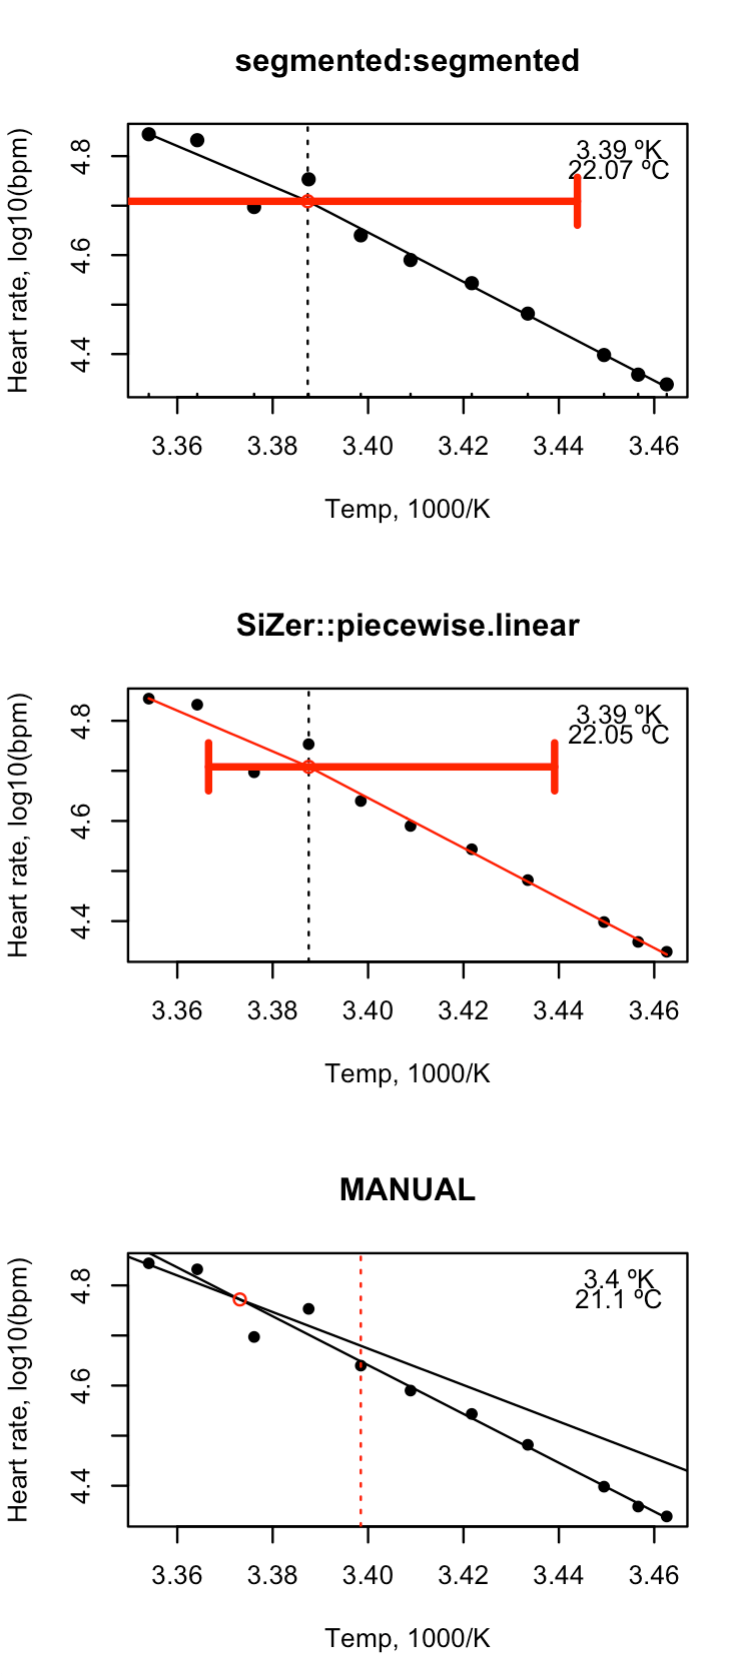 segmented:segmented
3.39 ºK
22.07 ºC
Heart rate, log10(bpm)
4.8
4.6
4.4
3.36 3.38 3.40 3.42 3.44 3.46
Temp, 1000/K
SiZer::piecewise.linear
3.39 ºK
22.05 ºC
Heart rate, log10(bpm)
4.8
4.6
4.4
3.36 3.38 3.40 3.42 3.44 3.46
Temp, 1000/K
MANUAL
3.4 ºK
21.1 ºC
Heart rate, log10(bpm)
4.8
4.6
4.4
3.36 3.38 3.40 3.42 3.44 3.46
Temp, 1000/K